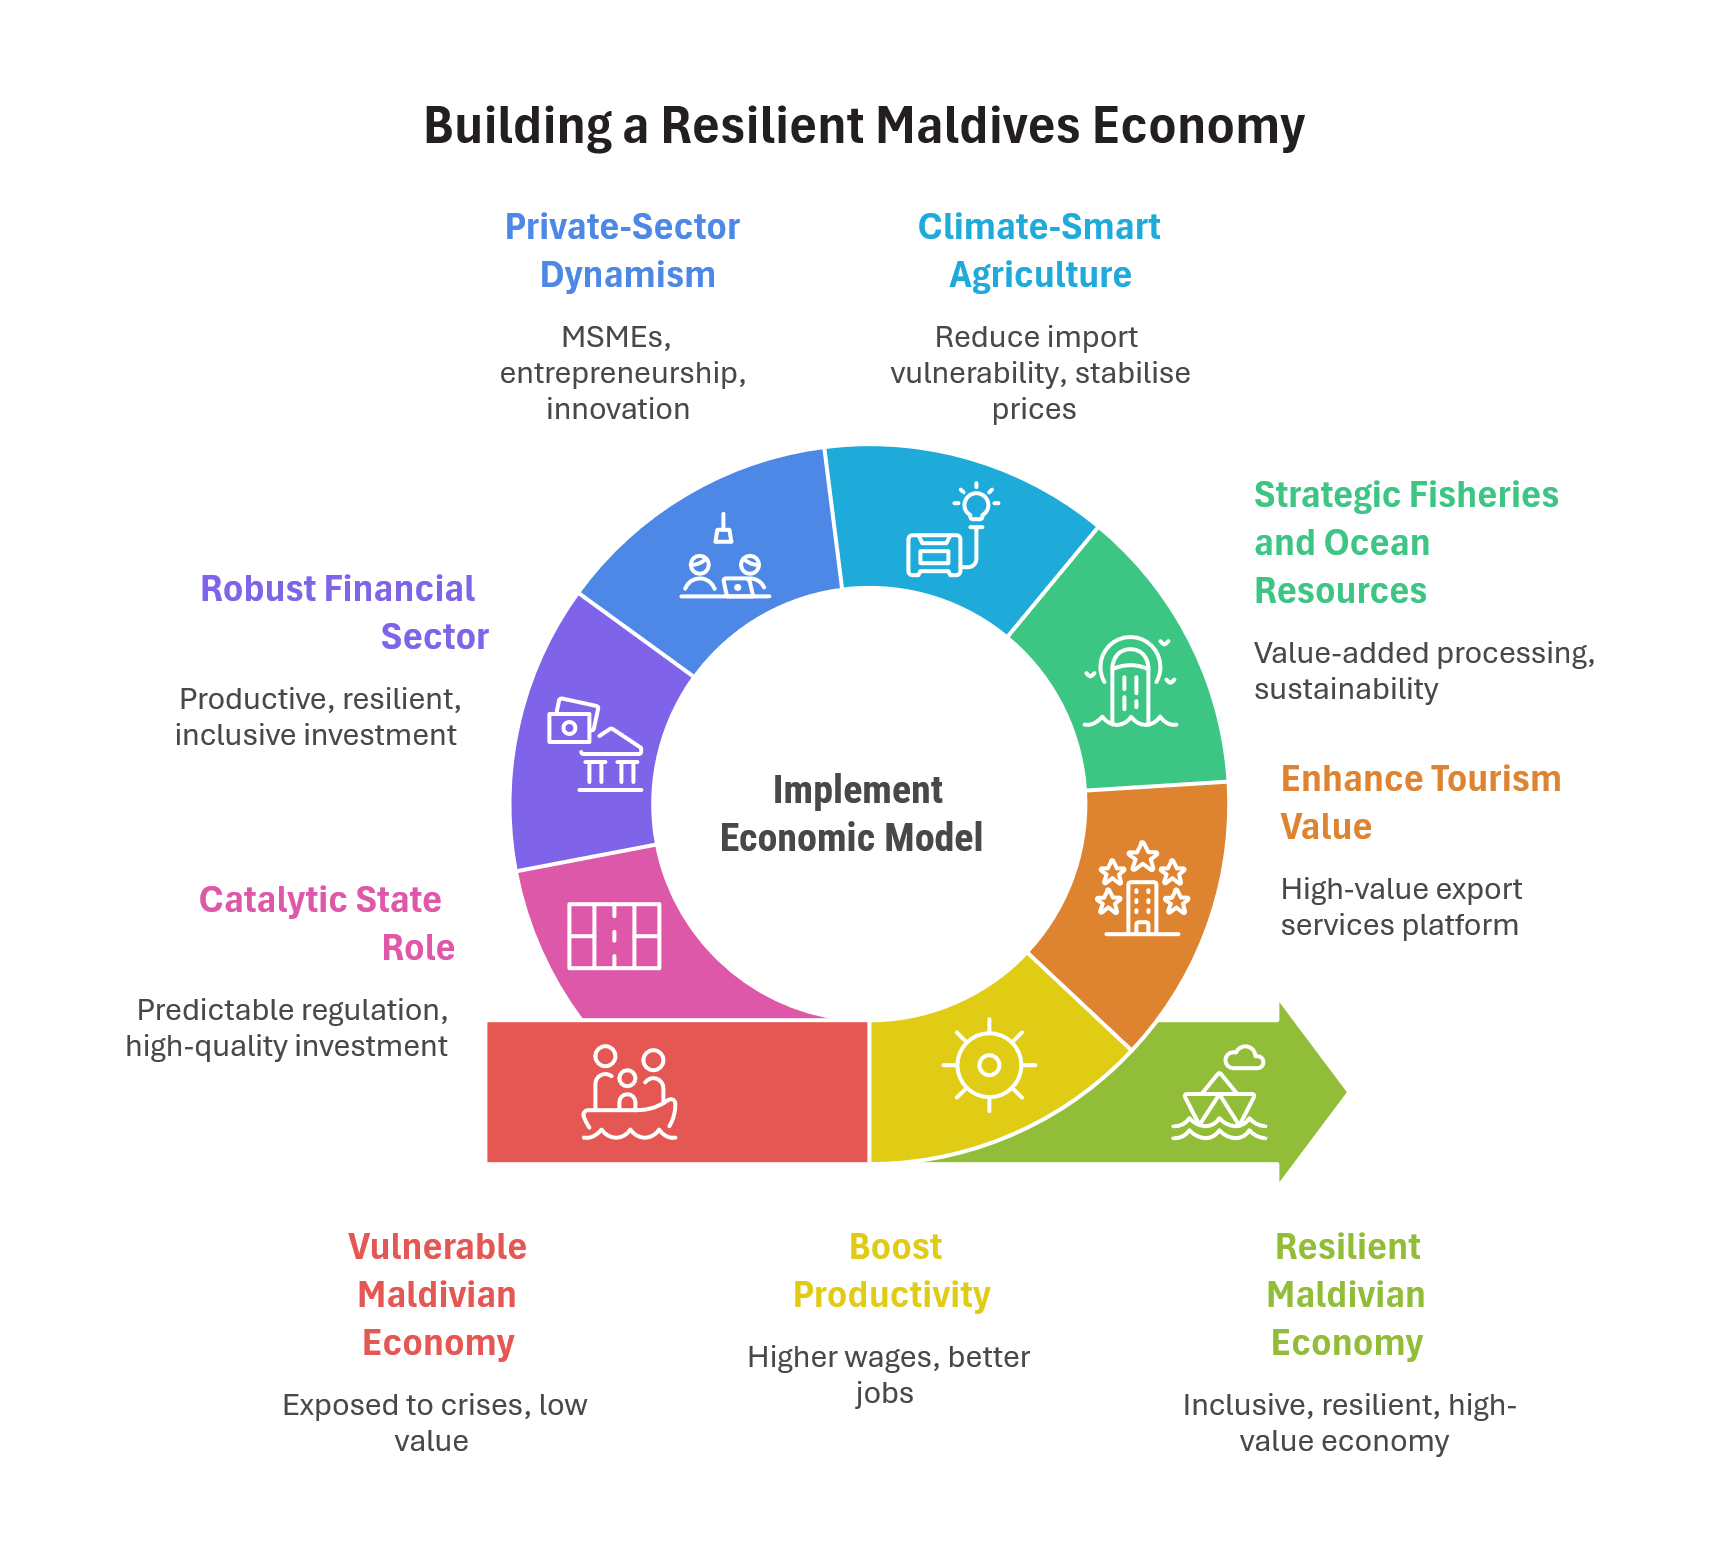 Building a Resilient Maldives Economy
Private-Sector
Dynamism
MSMEs,
entrepreneurship,
innovation
Climate-Smart
Agriculture
Reduce import
vulnerability, stabilise
prices
Strategic Fisheries
and Ocean
Resources
Value-added processing,
sustainability
Robust Financial
Sector
Productive, resilient,
inclusive investment
Enhance Tourism
Value
High-value export
services platform
Implement
Economic Model
Catalytic State
Role
Predictable regulation,
high-quality investment
Vulnerable
Maldivian
Economy
Exposed to crises, low
value
Boost
Productivity
Higher wages, better
jobs
Resilient
Maldivian
Economy
Inclusive, resilient, high-
value economy